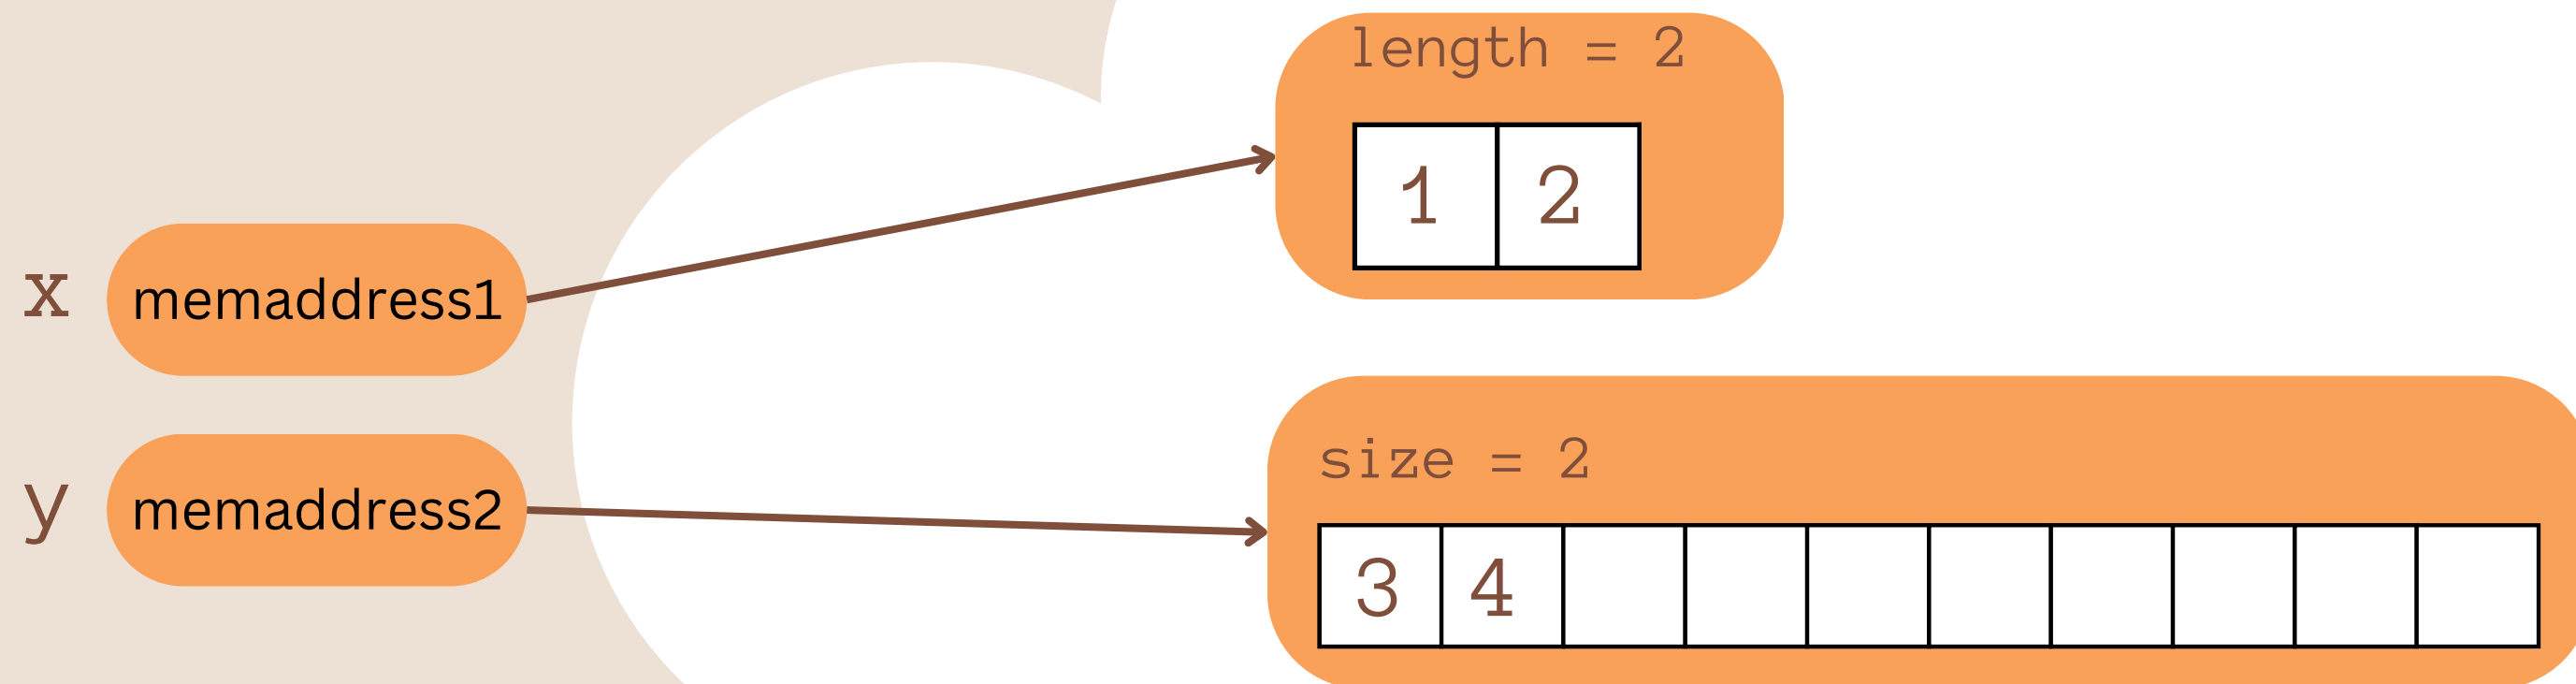 length = 2
1 2
x memaddress1
y memaddress2
size = 2
3 4